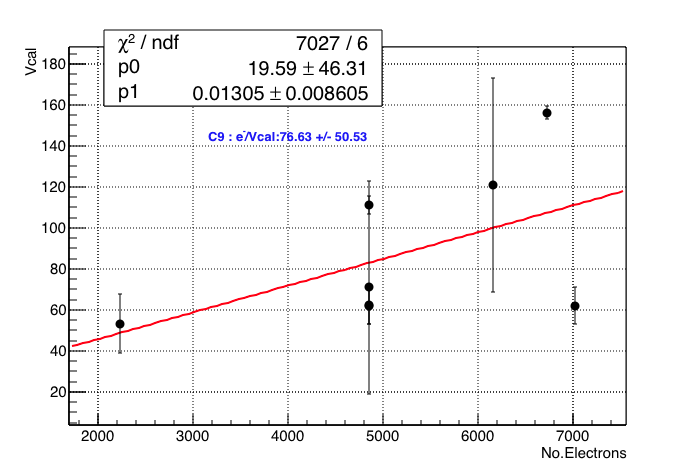 χ² / ndf 7027 / 6
p0 19.59 ± 46.31
p1 0.01305 ± 0.008605
C9 : e⁻/Vcal:76.63 +/- 50.53
Vcal
180
160
140
120
100
80
60
40
20
2000 3000 4000 5000 6000 7000
No.Electrons